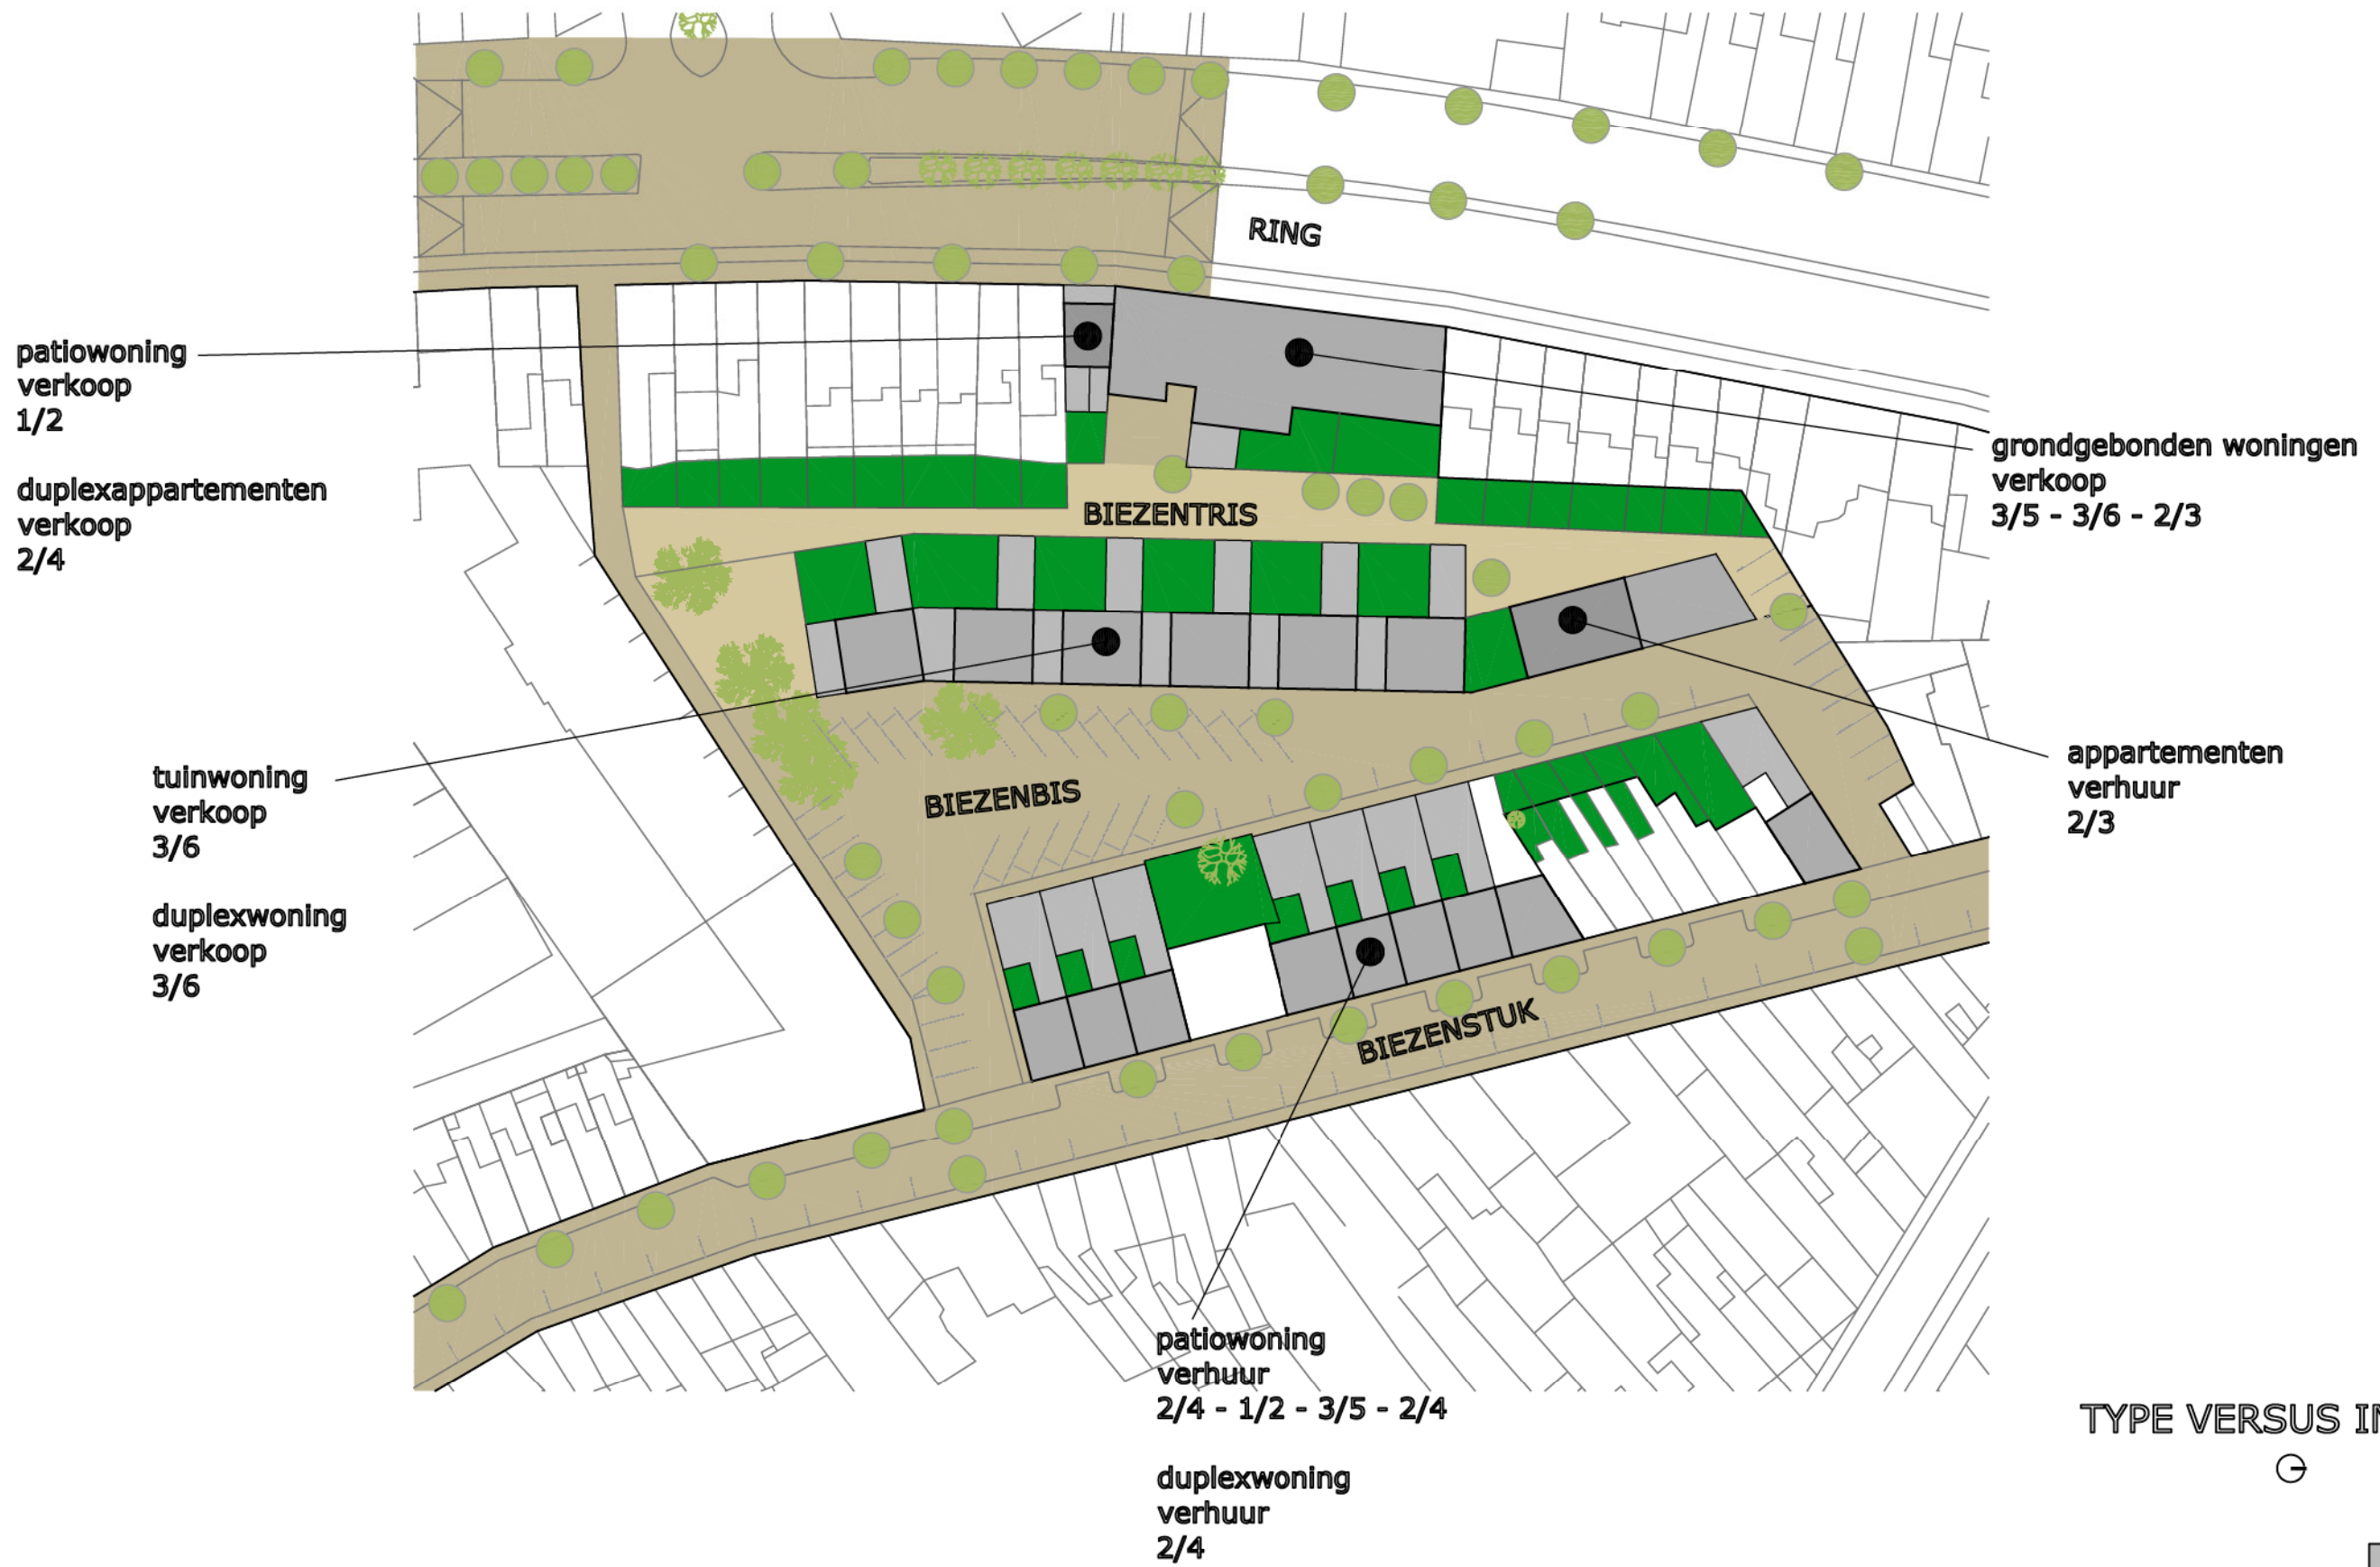 RING
patiowoning
verkoop
1/2
duplexappartementen
verkoop
2/4
grondgebonden woningen
verkoop
3/5 - 3/6 - 2/3
BIEZENTRIS
tuinwoning
verkoop
3/6
duplexwoning
verkoop
3/6
appartementen
verhuur
2/3
BIEZENBIS
BIEZENSTUK
patiowoning
verhuur
2/4 - 1/2 - 3/5 - 2/4
duplexwoning
verhuur
2/4
TYPE VERSUS